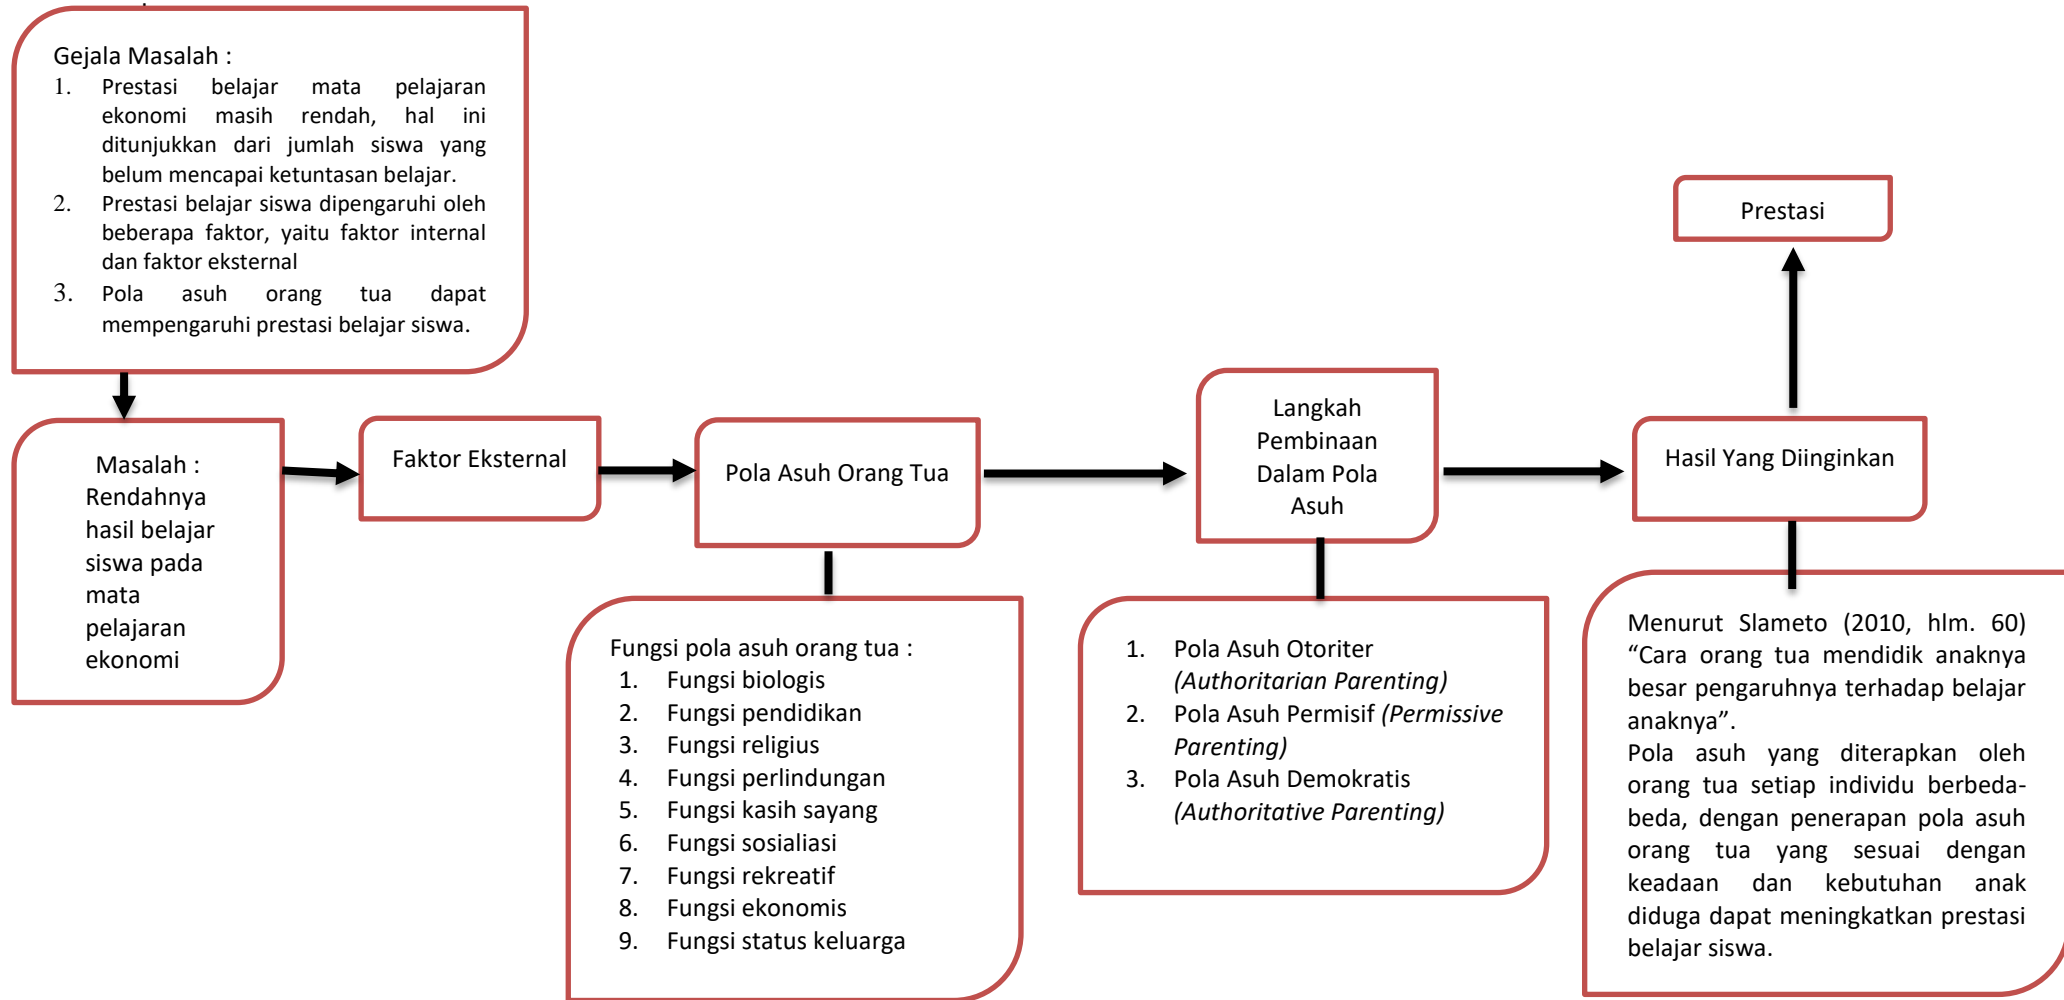 Gejala Masalah :
1. Prestasi belajar mata pelajaran
ekonomi masih rendah, hal ini
ditunjukkan dari jumlah siswa yang
belum mencapai ketuntasan belajar.
2. Prestasi belajar siswa dipengaruhi oleh
beberapa faktor, yaitu faktor internal
dan faktor eksternal
3. Pola asuh orang tua dapat
mempengaruhi prestasi belajar siswa.
Masalah :
Rendahnya
hasil belajar
siswa pada
mata
pelajaran
ekonomi
Faktor Eksternal
Pola Asuh Orang Tua
Fungsi pola asuh orang tua :
1. Fungsi biologis
2. Fungsi pendidikan
3. Fungsi religius
4. Fungsi perlindungan
5. Fungsi kasih sayang
6. Fungsi sosialiasi
7. Fungsi rekreatif
8. Fungsi ekonomis
9. Fungsi status keluarga
Langkah
Pembinaan
Dalam Pola
Asuh
1. Pola Asuh Otoriter
(Authoritarian Parenting)
2. Pola Asuh Permisif (Permissive
Parenting)
3. Pola Asuh Demokratis
(Authoritative Parenting)
Prestasi
Hasil Yang Diinginkan
Menurut Slameto (2010, hlm. 60)
“Cara orang tua mendidik anaknya
besar pengaruhnya terhadap belajar
anaknya”.
Pola asuh yang diterapkan oleh
orang tua setiap individu berbeda-
beda, dengan penerapan pola asuh
orang tua yang sesuai dengan
keadaan dan kebutuhan anak
diduga dapat meningkatkan prestasi
belajar siswa.